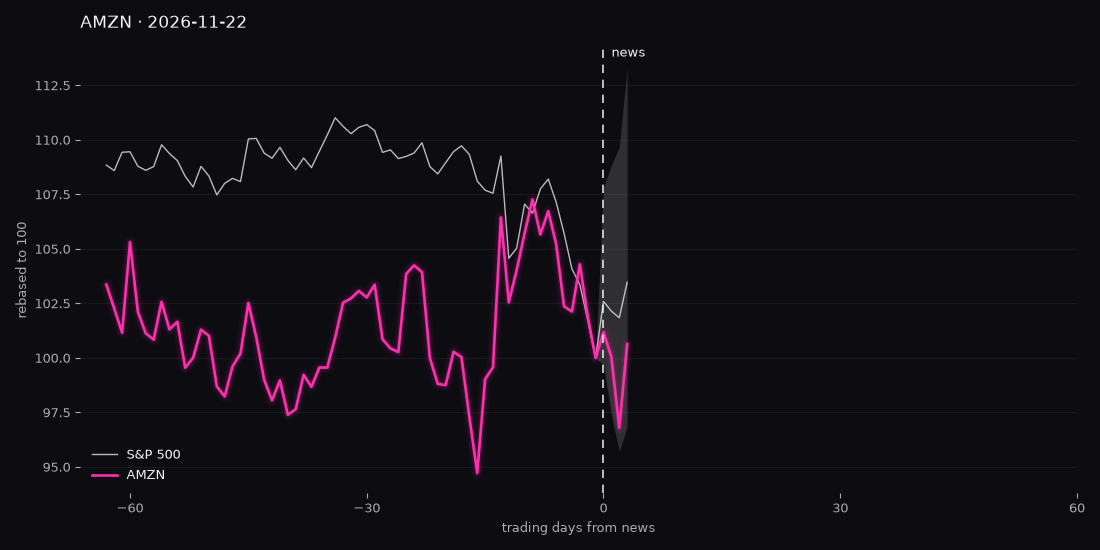 AMZN · 2026-11-22
news
112.5
110.0
107.5
105.0
102.5
100.0
97.5
95.0
rebased to 100
S&P 500
AMZN
−60
−30
0
30
60
trading days from news